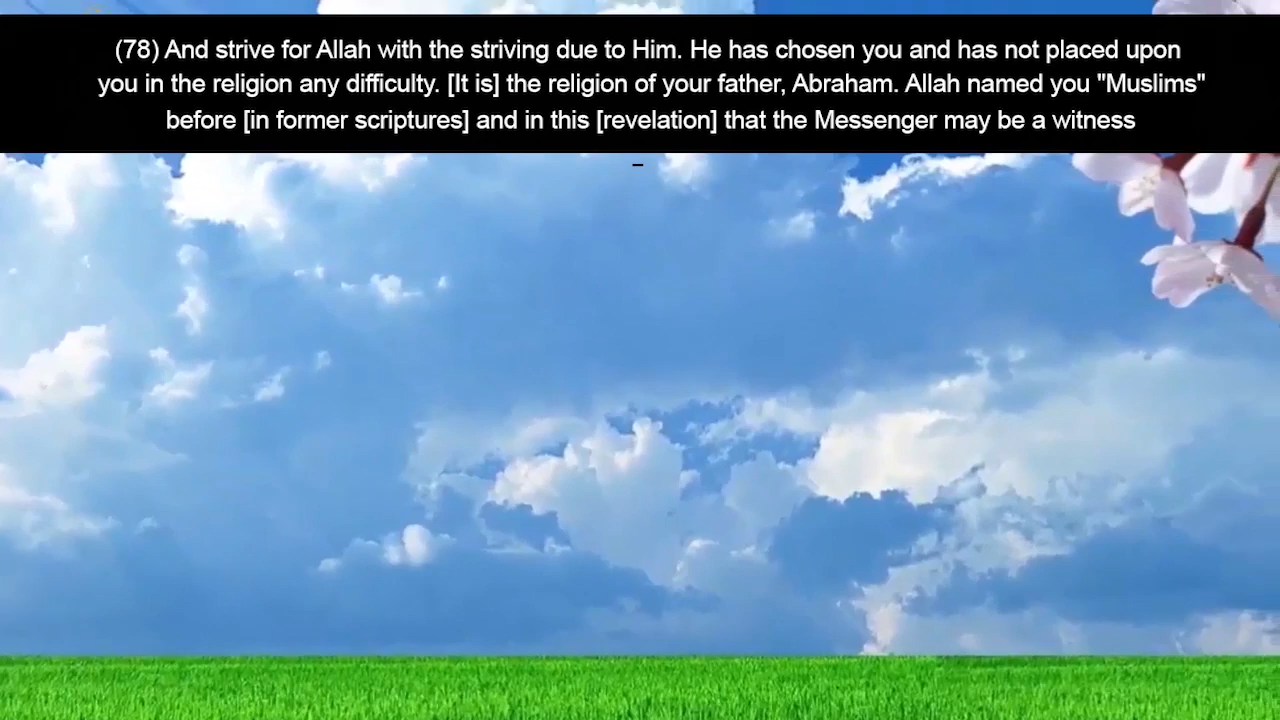 (78) And strive for Allah with the striving due to Him. He has chosen you and has not placed upon
you in the religion any difficulty. [It is] the religion of your father, Abraham. Allah named you "Muslims"
before [in former scriptures] and in this [revelation] that the Messenger may be a witness